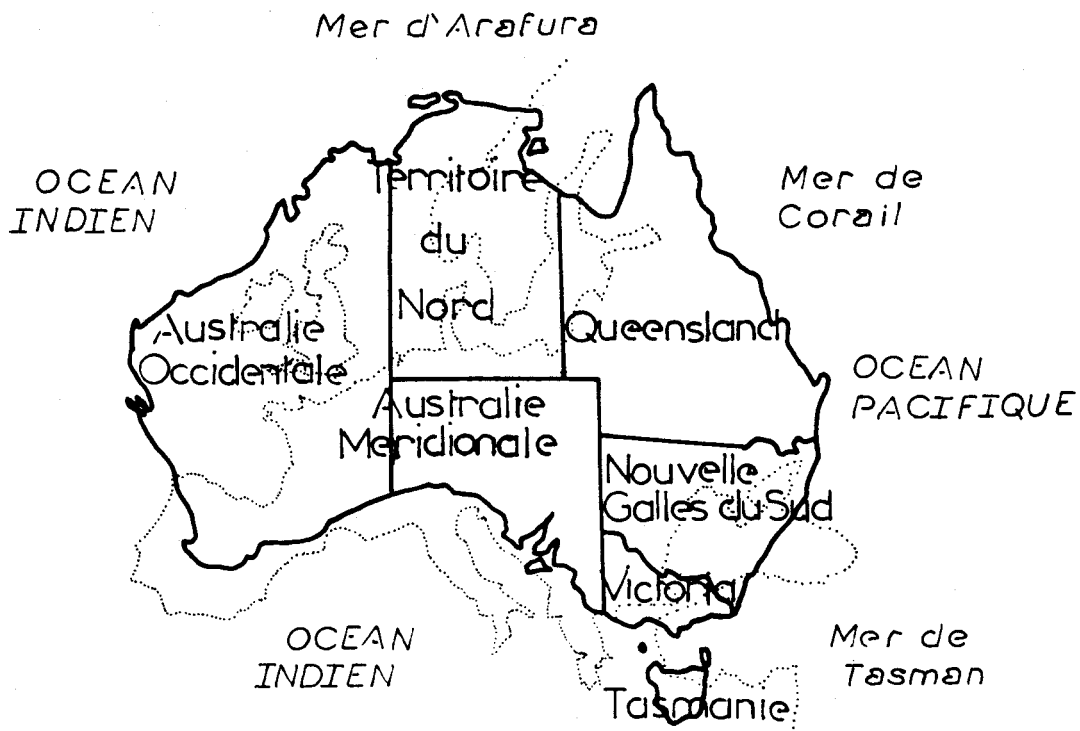 Mer d'Arafura
OCEAN
INDIEN
Territoire
du
Nord
Mer de
Corail
Australie
Occidentale
Queensland
OCEAN
PACIFIQUE
Australie
Meridionale
Nouvelle
Galles du Sud
Victoria
OCEAN
INDIEN
Mer de
Tasman
Tasmanie